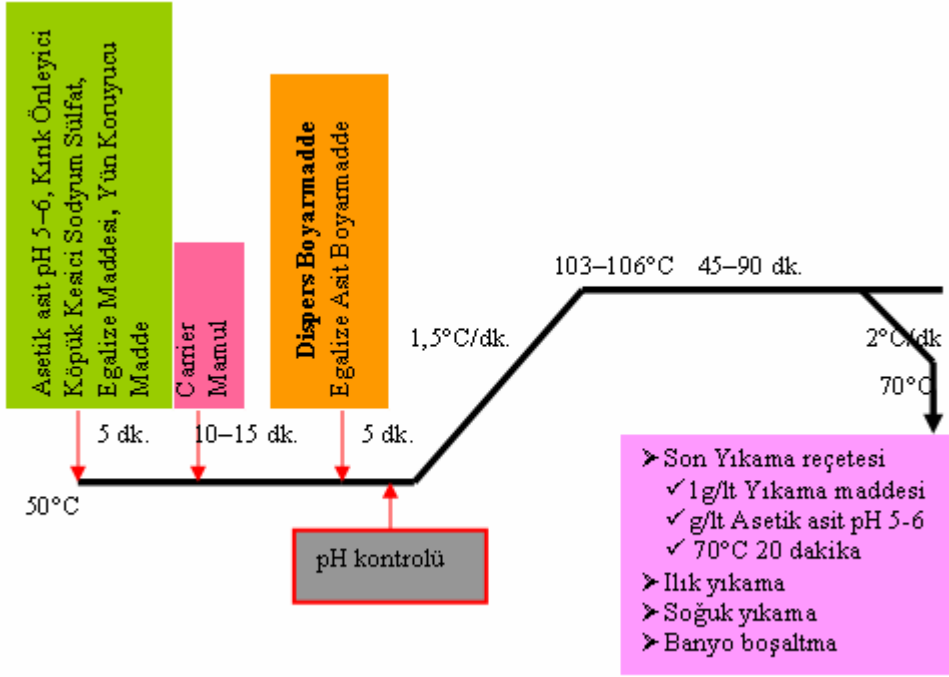 Asetik asit pH 5–6, Kırık Önleyici
Köpük Kesici Sodyum Sülfat,
Egalize Maddesi, Yün Koruyucu
Madde
Carrier
Mamul
Dispers Boyarmadde
Egalize Asit Boyarmadde
103–106°C 45–90 dk.
1,5°C/dk.
2°C/dk
70°C
5 dk.
10–15 dk.
5 dk.
50°C
pH kontrolü
➤ Son Yıkama reçetesi
✓ 1g/lt Yıkama maddesi
✓ g/lt Asetik asit pH 5-6
✓ 70°C 20 dakika
➤ Ilık yıkama
➤ Soğuk yıkama
➤ Banyo boşaltma